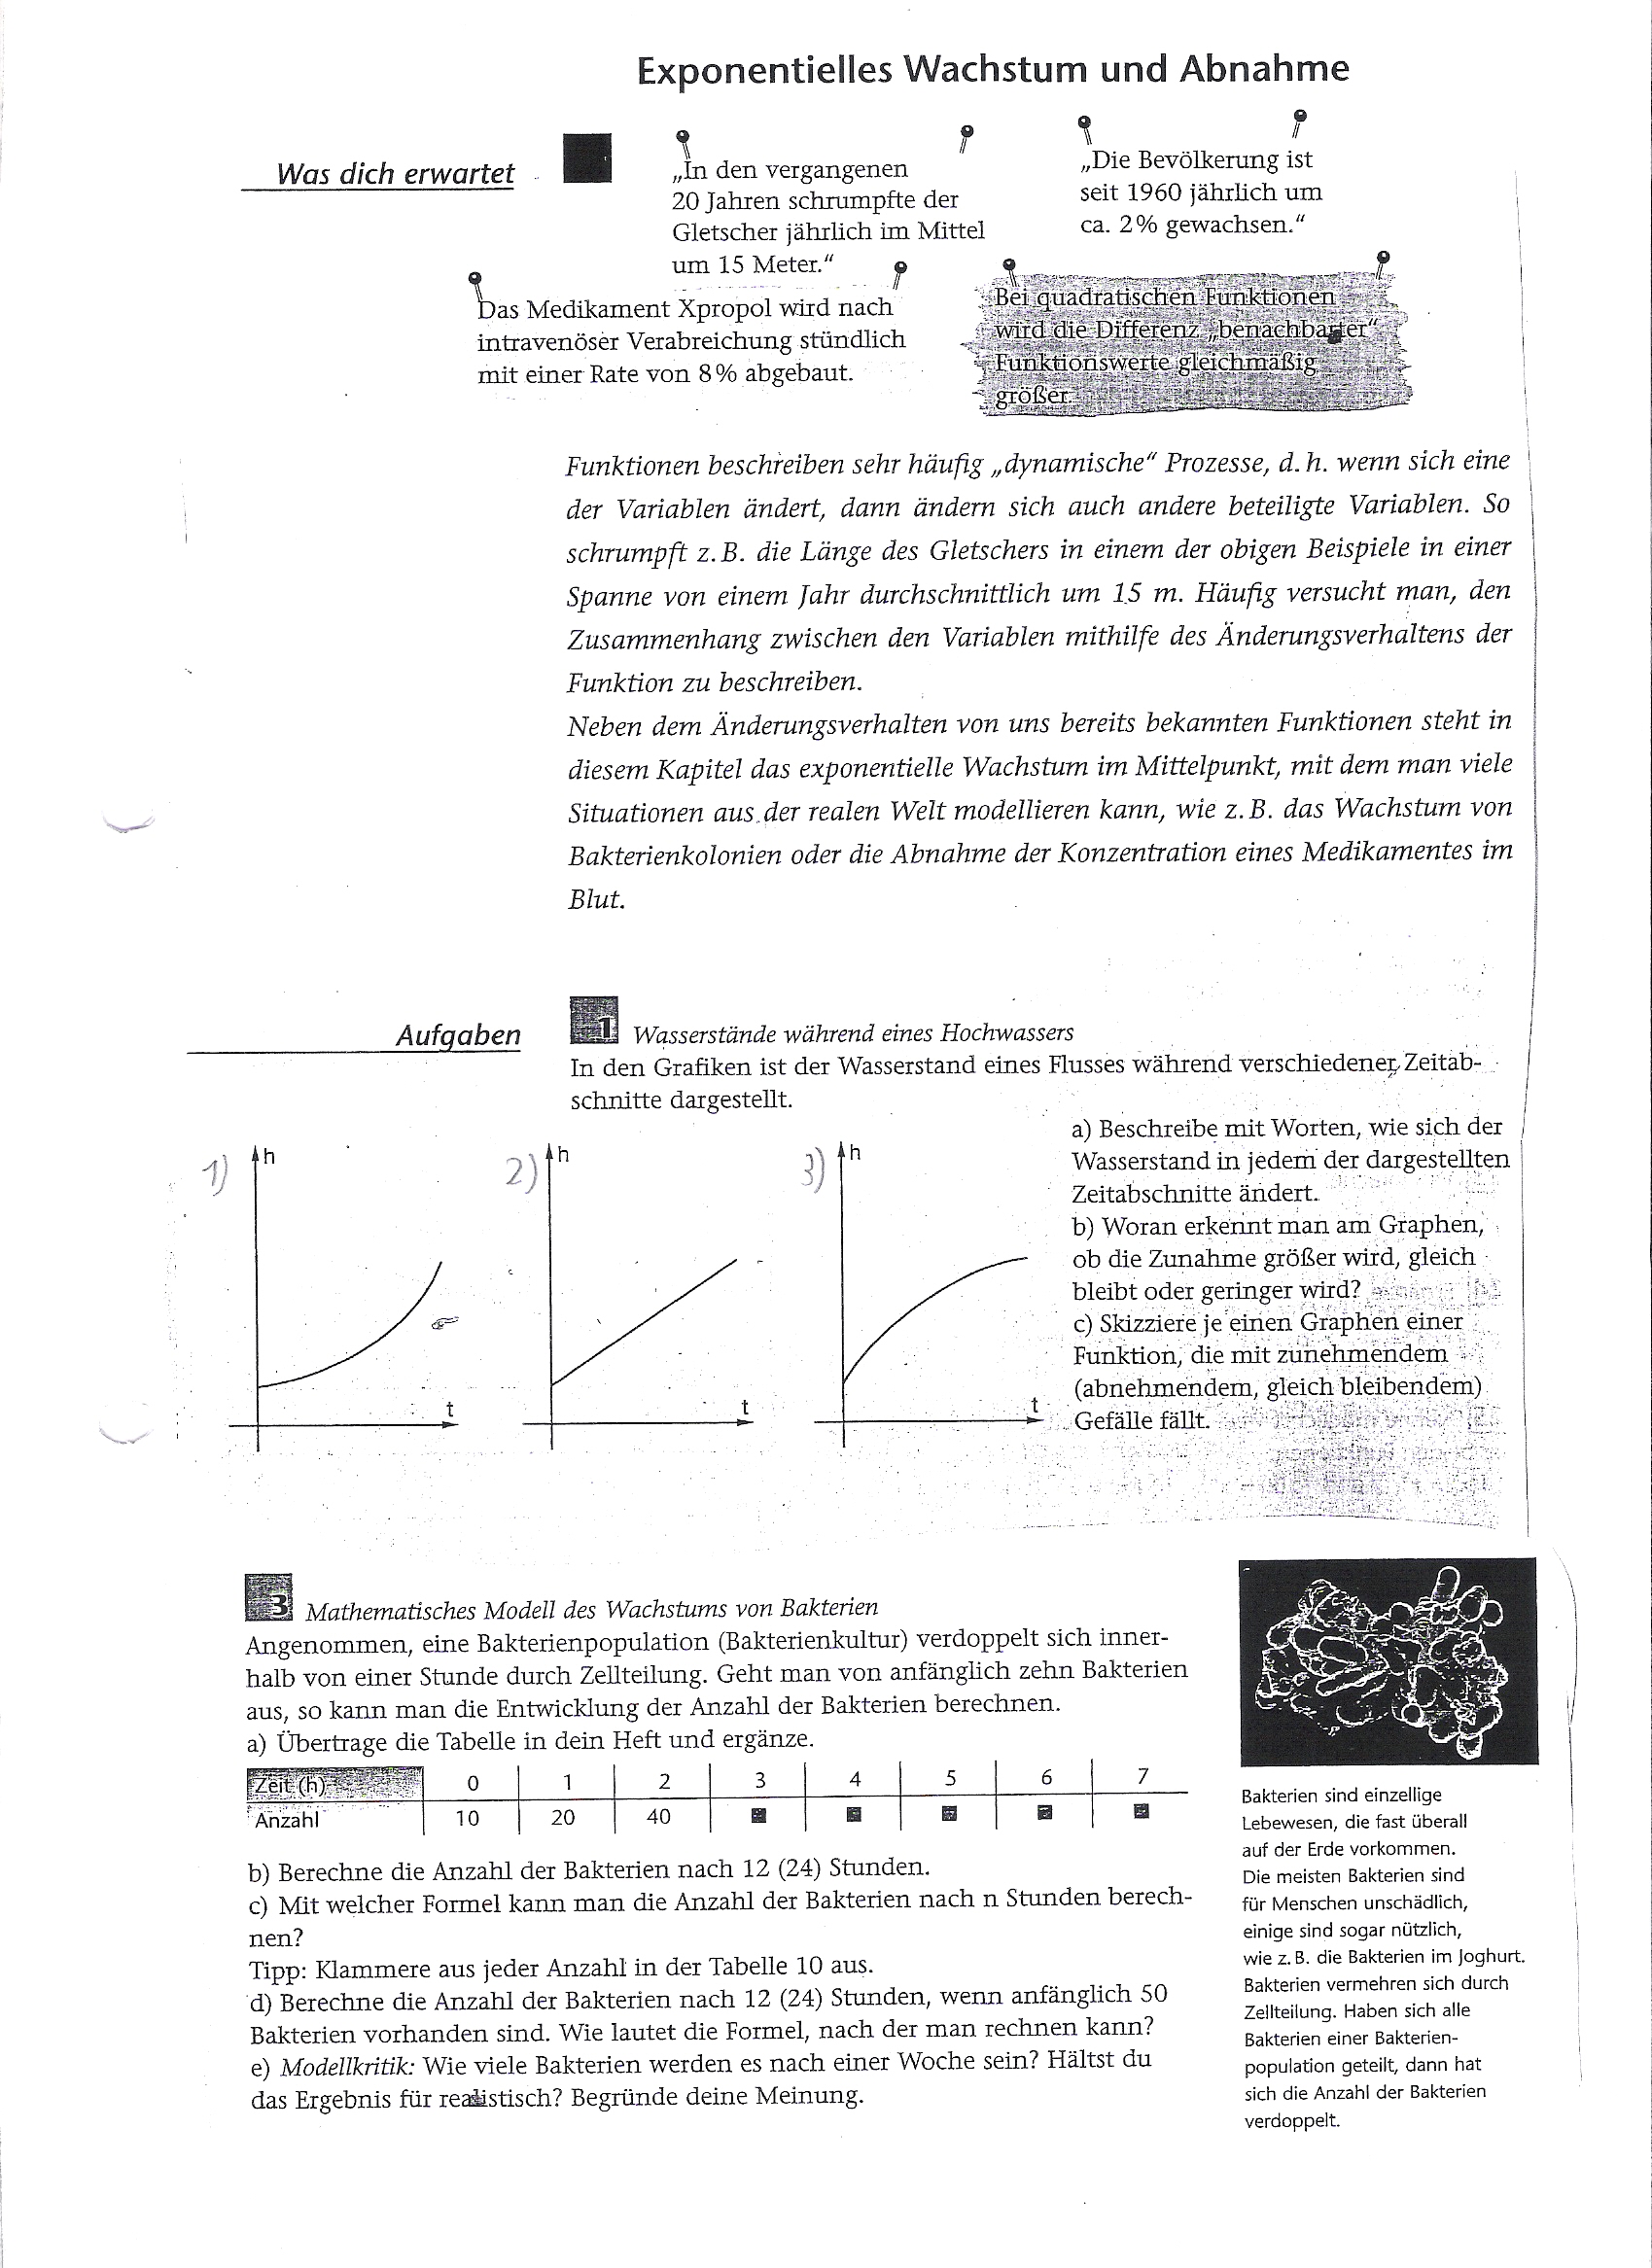 Exponentielles Wachstum und Abnahme
Was dich erwartet
„In den vergangenen
20 Jahren schrumpfte der
Gletscher jährlich im Mittel
um 15 Meter.“
„Die Bevölkerung ist
seit 1960 jährlich um
ca. 2% gewachsen.“
Das Medikament Xpropol wird nach
intravenöser Verabreichung stündlich
mit einer Rate von 8% abgebaut.
Bei quadratischen Funktionen
wird die Differenz „benachbarter“
Funktionswerte gleichmäßig
größer.
Funktionen beschreiben sehr häufig „dynamische“ Prozesse, d.h. wenn sich eine
der Variablen ändert, dann ändern sich auch andere beteiligte Variablen. So
schrumpft z.B. die Länge des Gletschers in einem der obigen Beispiele in einer
Spanne von einem Jahr durchschnittlich um 15 m. Häufig versucht man, den
Zusammenhang zwischen den Variablen mithilfe des Änderungsverhaltens der
Funktion zu beschreiben.
Neben dem Änderungsverhalten von uns bereits bekannten Funktionen steht in
diesem Kapitel das exponentielle Wachstum im Mittelpunkt, mit dem man viele
Situationen aus der realen Welt modellieren kann, wie z.B. das Wachstum von
Bakterienkolonien oder die Abnahme der Konzentration eines Medikamentes im
Blut.
Aufgaben
1 Wasserstände während eines Hochwassers
In den Grafiken ist der Wasserstand eines Flusses während verschiedener Zeitab-
schnitte dargestellt.
1) h t
2) h t
3) h t
a) Beschreibe mit Worten, wie sich der
Wasserstand in jedem der dargestellten
Zeitabschnitte ändert.
b) Woran erkennt man am Graphen,
ob die Zunahme größer wird, gleich
bleibt oder geringer wird?
c) Skizziere je einen Graphen einer
Funktion, die mit zunehmendem
(abnehmendem, gleich bleibendem)
Gefälle fällt.
3 Mathematisches Modell des Wachstums von Bakterien
Angenommen, eine Bakterienpopulation (Bakterienkultur) verdoppelt sich inner-
halb von einer Stunde durch Zellteilung. Geht man von anfänglich zehn Bakterien
aus, so kann man die Entwicklung der Anzahl der Bakterien berechnen.
a) Übertrage die Tabelle in dein Heft und ergänze.
Zeit (h) 0 1 2 3 4 5 6 7
Anzahl 10 20 40
b) Berechne die Anzahl der Bakterien nach 12 (24) Stunden.
c) Mit welcher Formel kann man die Anzahl der Bakterien nach n Stunden berech-
nen?
Tipp: Klammere aus jeder Anzahl in der Tabelle 10 aus.
d) Berechne die Anzahl der Bakterien nach 12 (24) Stunden, wenn anfänglich 50
Bakterien vorhanden sind. Wie lautet die Formel, nach der man rechnen kann?
e) Modellkritik: Wie viele Bakterien werden es nach einer Woche sein? Hältst du
das Ergebnis für realistisch? Begründe deine Meinung.
Bakterien sind einzellige
Lebewesen, die fast überall
auf der Erde vorkommen.
Die meisten Bakterien sind
für Menschen unschädlich,
einige sind sogar nützlich,
wie z.B. die Bakterien im Joghurt.
Bakterien vermehren sich durch
Zellteilung. Haben sich alle
Bakterien einer Bakterien-
population geteilt, dann hat
sich die Anzahl der Bakterien
verdoppelt.